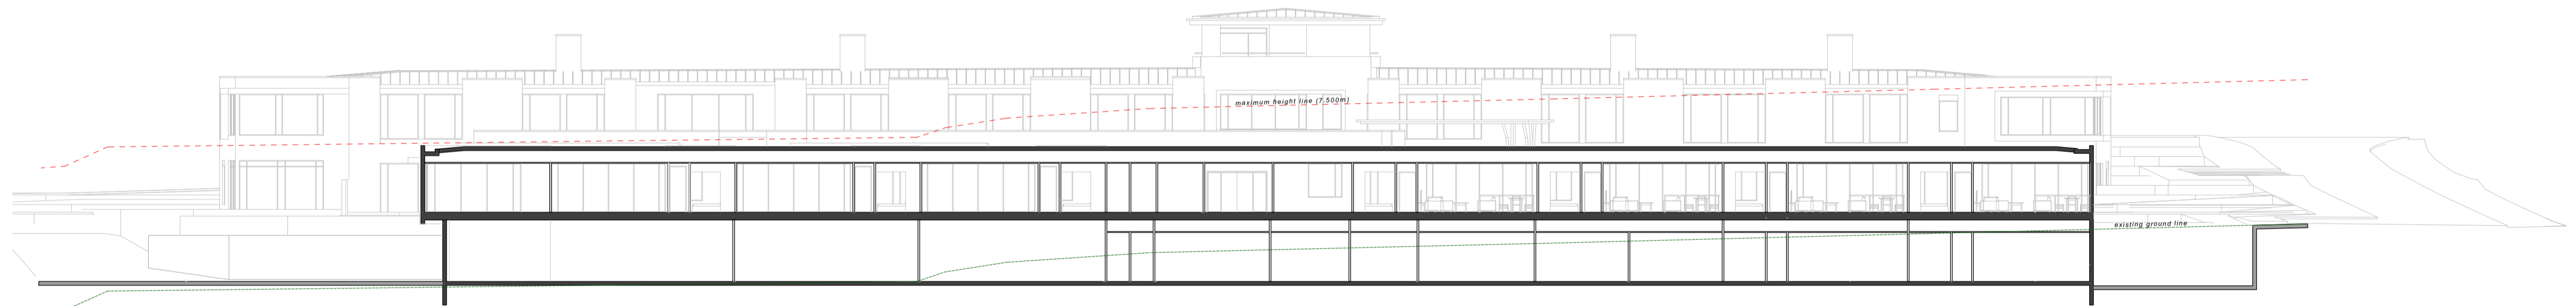 maximum height line (7.500m)
existing ground line